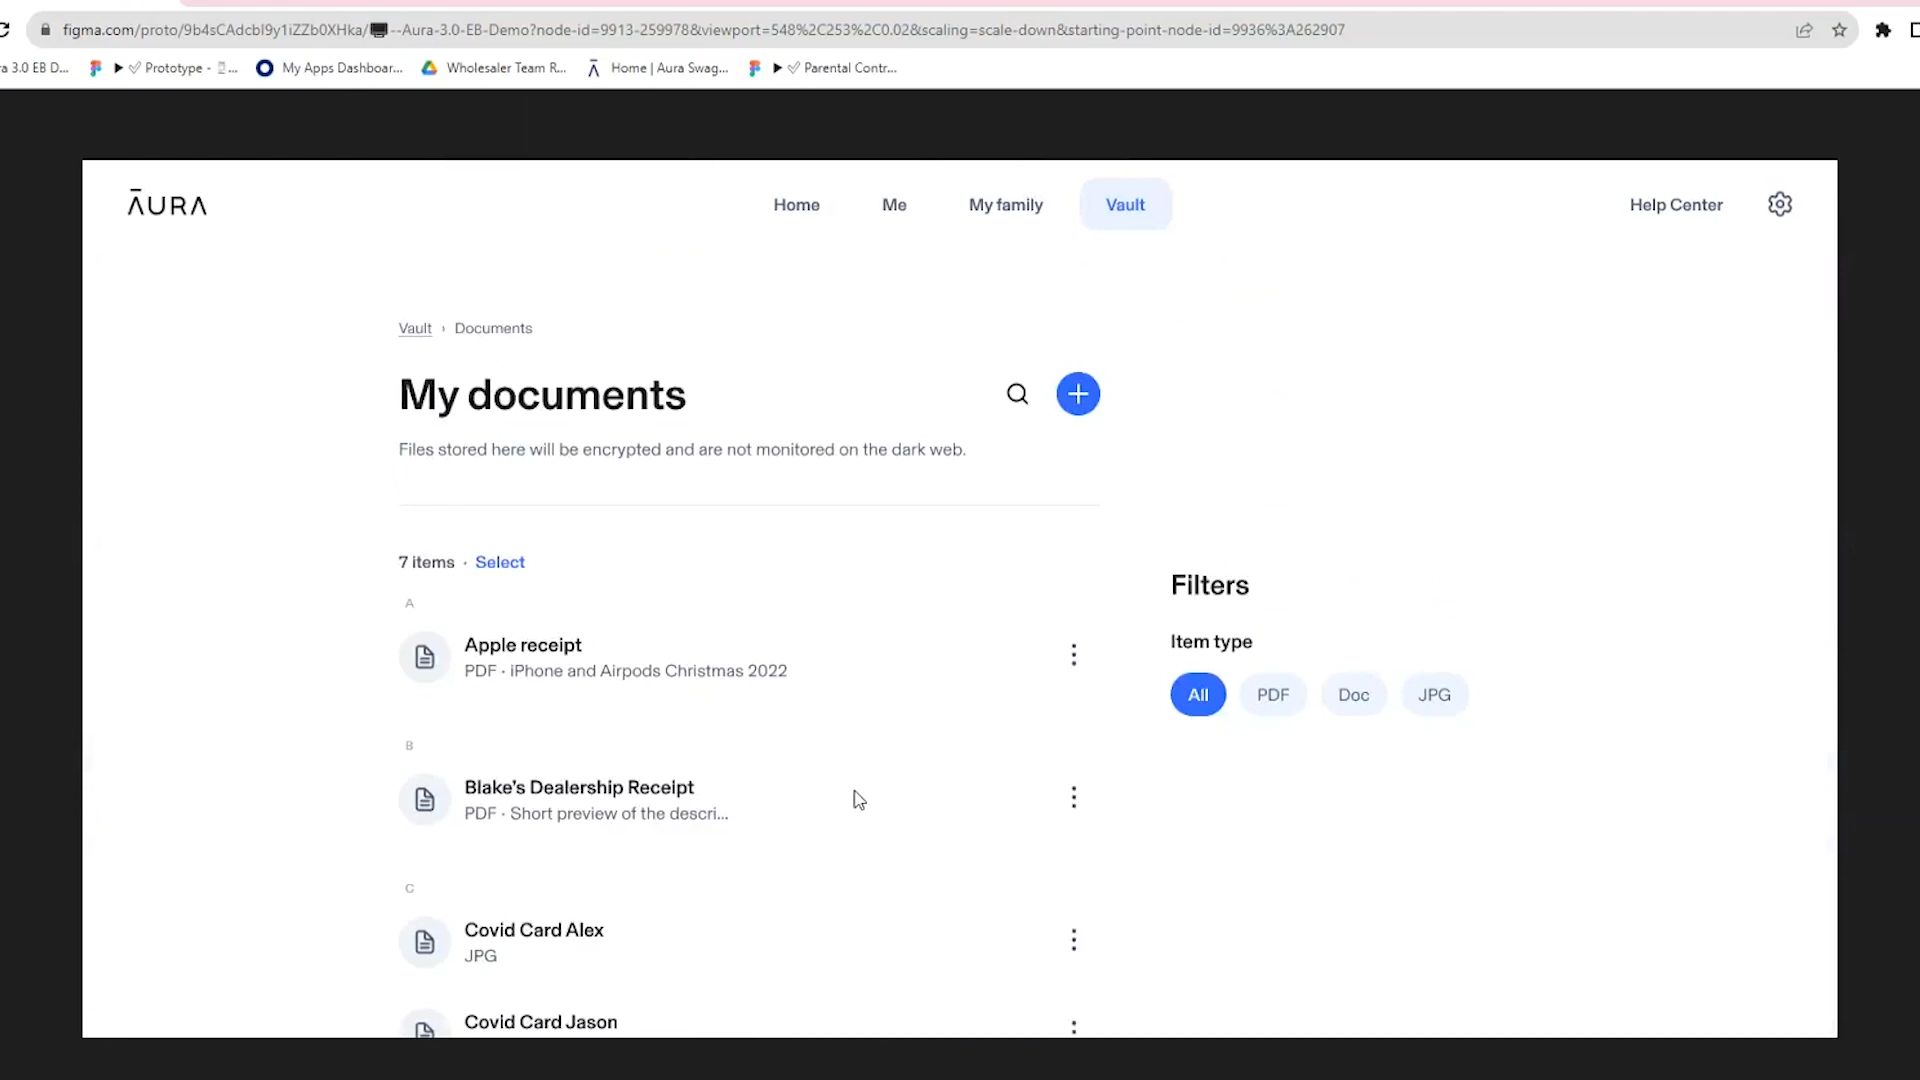 figma.com/proto/9b4sCAdcbI9y1iZZb0XHka/🖥--Aura-3.0-EB-Demo?node-id=9913-259978&viewport=548%2C253%2C0.02&scaling=scale-down&starting-point-node-id=9936%3A262907
a 3.0 EB D... Prototype - ... My Apps Dashboar... Wholesaler Team R... Home | Aura Swag... Parental Contr...
ĀURA Home Me My family Vault Help Center
Vault › Documents
My documents
Files stored here will be encrypted and are not monitored on the dark web.
7 items · Select
Filters
A
Item type
Apple receipt
PDF · iPhone and Airpods Christmas 2022
All PDF Doc JPG
B
Blake's Dealership Receipt
PDF · Short preview of the descri...
C
Covid Card Alex
JPG
Covid Card Jason